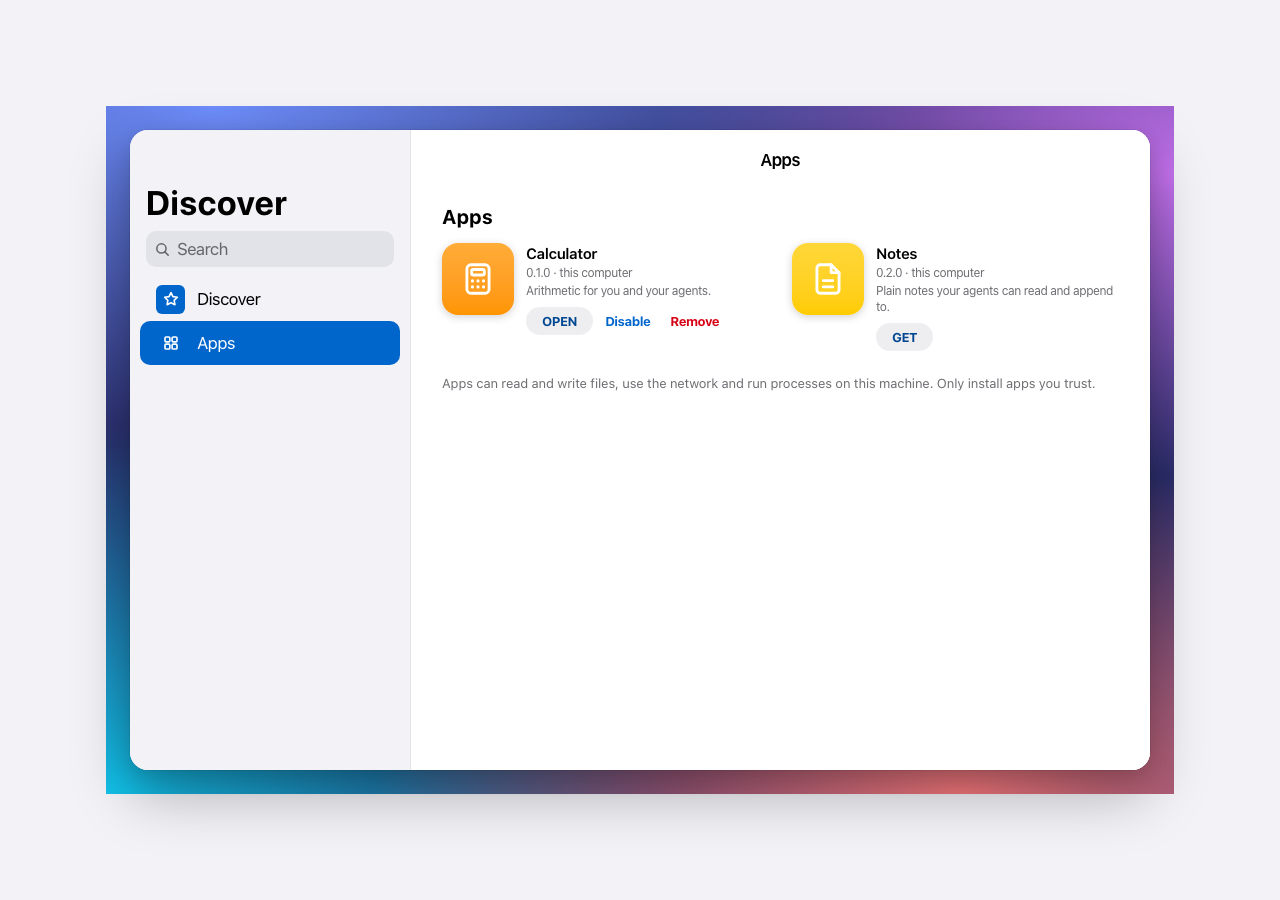 Discover
Search
Discover
Apps
Apps
Apps
Calculator
0.1.0 · this computer
Arithmetic for you and your agents.
OPEN Disable Remove
Notes
0.2.0 · this computer
Plain notes your agents can read and append
to.
GET
Apps can read and write files, use the network and run processes on this machine. Only install apps you trust.